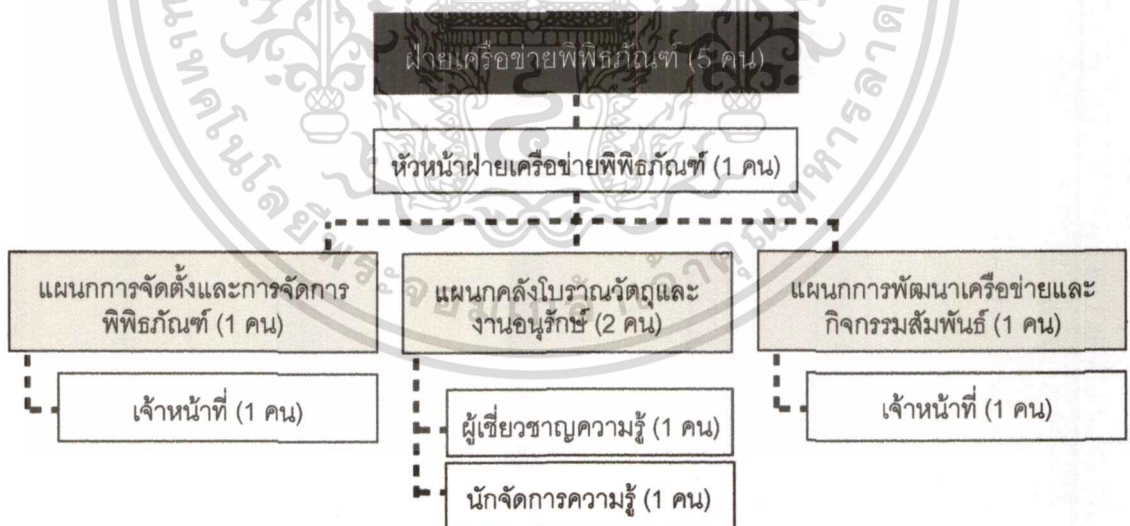 ฝ่ายเครือข่ายพิพิธภัณฑ์ (5 คน)
หัวหน้าฝ่ายเครือข่ายพิพิธภัณฑ์ (1 คน)
แผนกการจัดตั้งและการจัดการ
พิพิธภัณฑ์ (1 คน)
เจ้าหน้าที่ (1 คน)
แผนกคลังโบราณวัตถุและ
งานอนุรักษ์ (2 คน)
ผู้เชี่ยวชาญความรู้ (1 คน)
นักจัดการความรู้ (1 คน)
แผนกการพัฒนาเครือข่ายและ
กิจกรรมสัมพันธ์ (1 คน)
เจ้าหน้าที่ (1 คน)